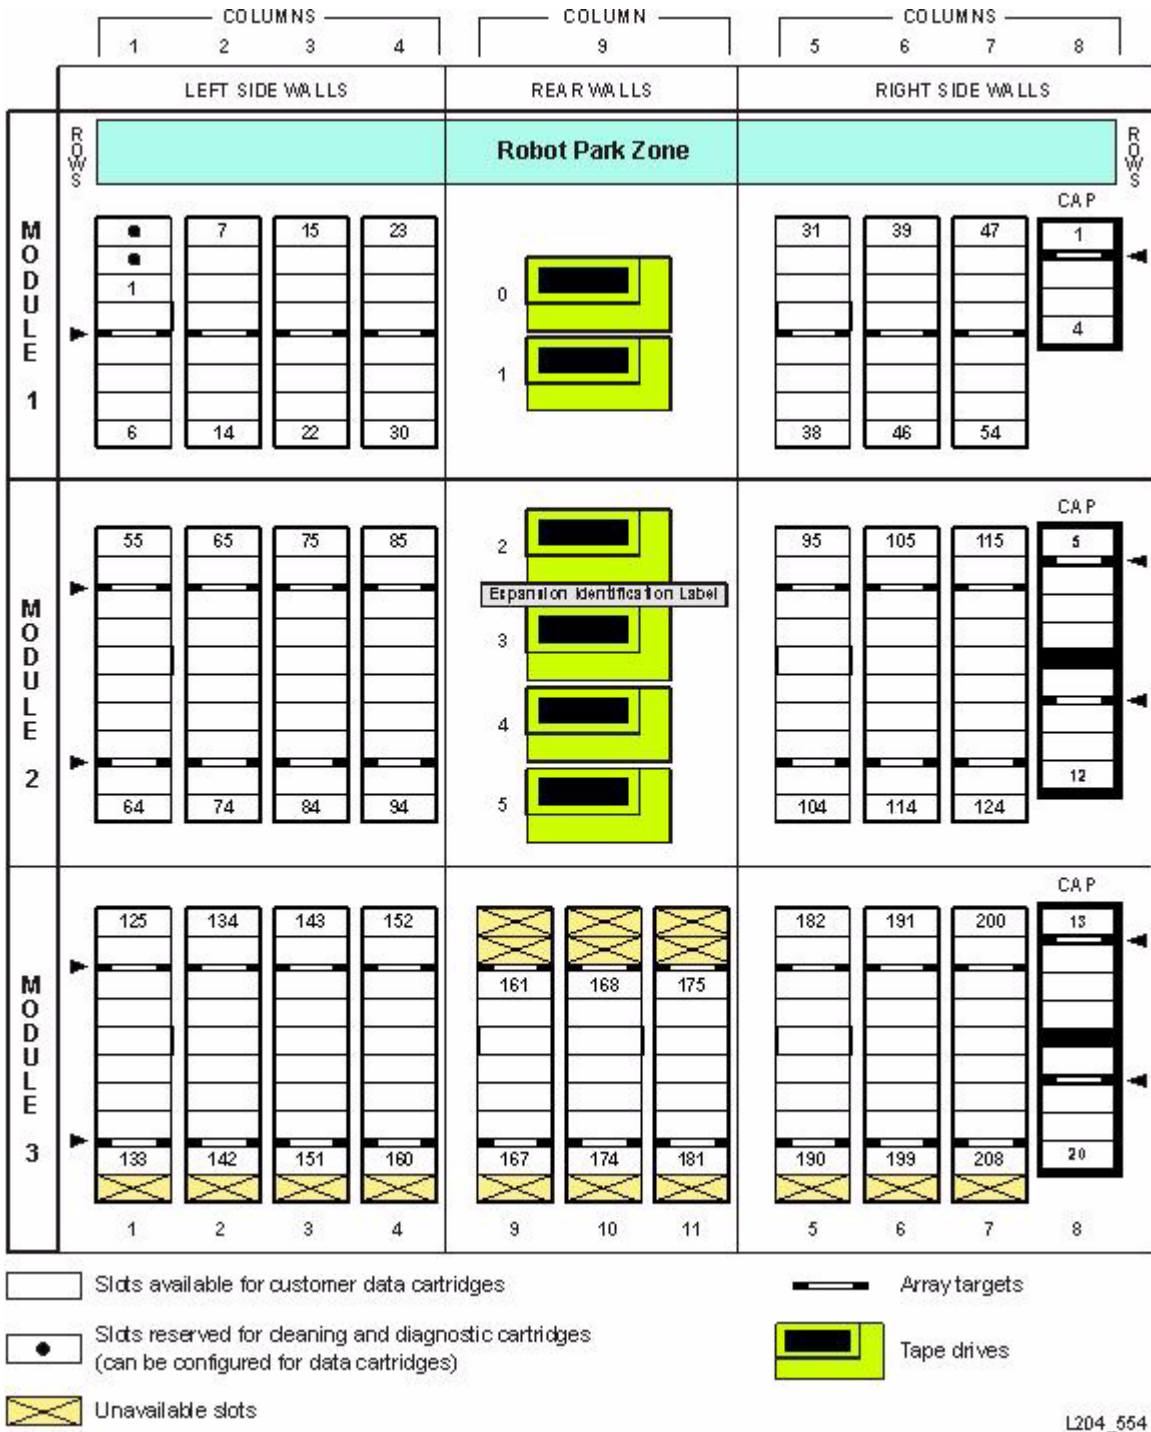 COLUMNS COLUMN COLUMNS
1 2 3 4 9 5 6 7 8
LEFT SIDE WALLS REAR WALLS RIGHT SIDE WALLS
ROWS Robot Park Zone ROWS
CAP
MODULE 1
7 15 23 31 39 47 1
1 0
4
1
6 14 22 30 38 46 54
CAP
MODULE 2
55 65 75 85 2 95 105 115 5
Expansion Identification Label
3
4
5
12
64 74 84 94 104 114 124
CAP
MODULE 3
125 134 143 152 182 191 200 13
161 168 175
133 142 151 160 167 174 181 190 199 208 20
1 2 3 4 9 10 11 5 6 7 8
Slots available for customer data cartridges
Array targets
Slots reserved for cleaning and diagnostic cartridges
(can be configured for data cartridges)
Tape drives
Unavailable slots
L204_554